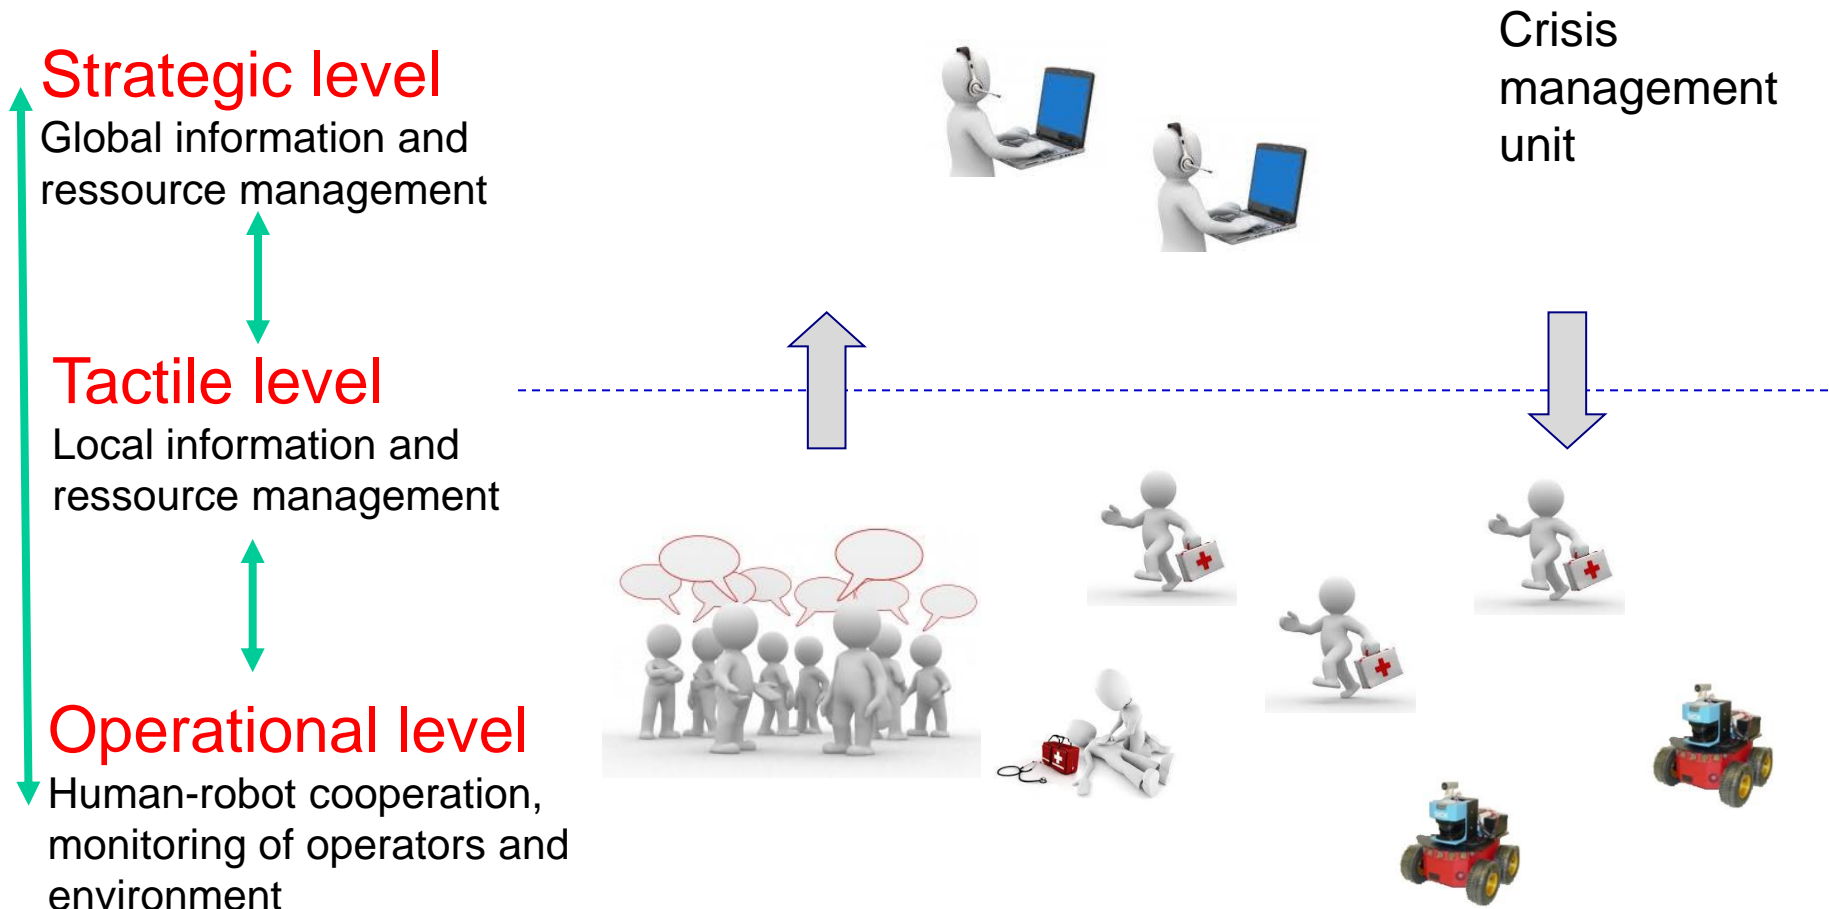 Strategic level
Global information and
ressource management
Crisis
management
unit
Tactile level
Local information and
ressource management
Operational level
Human-robot cooperation,
monitoring of operators and
environment